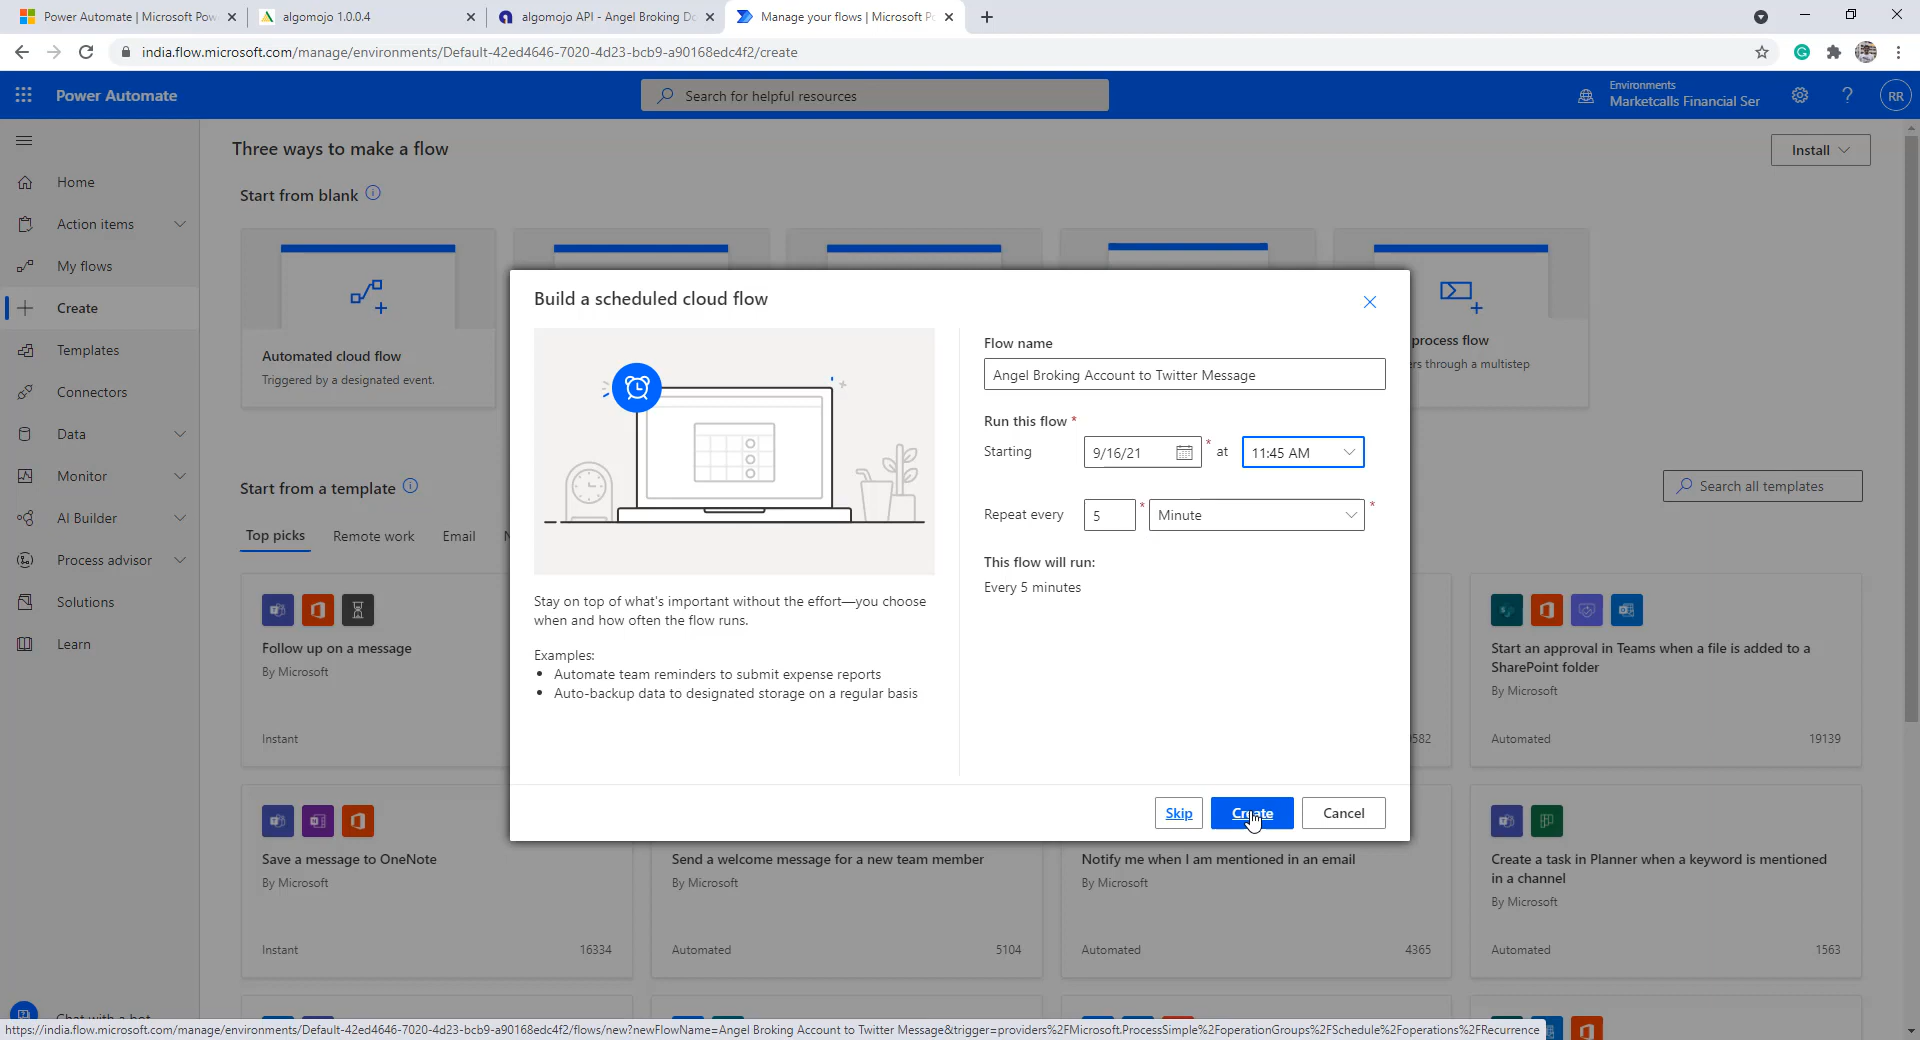 Power Automate | Microsoft Pow
algomojo 1.0.0.4
algomojo API - Angel Broking Do
Manage your flows | Microsoft P
india.flow.microsoft.com/manage/environments/Default-42ed4646-7020-4d23-bcb9-a90168edc4f2/create
Power Automate
Search for helpful resources
Environments
Marketcalls Financial Ser
?
RR
Three ways to make a flow
Install
Start from blank
Home
Action items
My flows
Create
Templates
Connectors
Data
Monitor
AI Builder
Process advisor
Solutions
Learn
Automated cloud flow
Triggered by a designated event.
process flow
rs through a multistep
Build a scheduled cloud flow
Stay on top of what's important without the effort—you choose
when and how often the flow runs.
Examples:
• Automate team reminders to submit expense reports
• Auto-backup data to designated storage on a regular basis
Flow name
Angel Broking Account to Twitter Message
Run this flow *
Starting
9/16/21
* at
11:45 AM
Repeat every
5
*
Minute
*
This flow will run:
Every 5 minutes
Skip
Create
Cancel
Start from a template
Search all templates
Top picks
Remote work
Email
Follow up on a message
By Microsoft
Instant
582
Start an approval in Teams when a file is added to a
SharePoint folder
By Microsoft
Automated
19139
Save a message to OneNote
By Microsoft
Instant
16334
Send a welcome message for a new team member
By Microsoft
Automated
5104
Notify me when I am mentioned in an email
By Microsoft
Automated
4365
Create a task in Planner when a keyword is mentioned
in a channel
By Microsoft
Automated
1563
https://india.flow.microsoft.com/manage/environments/Default-42ed4646-7020-4d23-bcb9-a90168edc4f2/flows/new?newFlowName=Angel Broking Account to Twitter Message&trigger=providers%2FMicrosoft.ProcessSimple%2FoperationGroups%2FSchedule%2Foperations%2FRecurrence